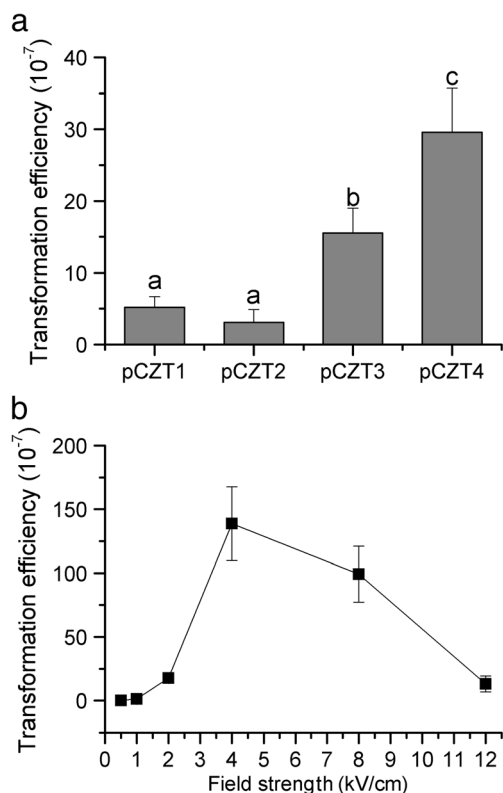 a
Transformation efficiency (10⁻⁷)
40
30
20
10
0
a
a
b
c
pCZT1 pCZT2 pCZT3 pCZT4
b
Transformation efficiency (10⁻⁷)
200
150
100
50
0
0 1 2 3 4 5 6 7 8 9 10 11 12
Field strength (kV/cm)